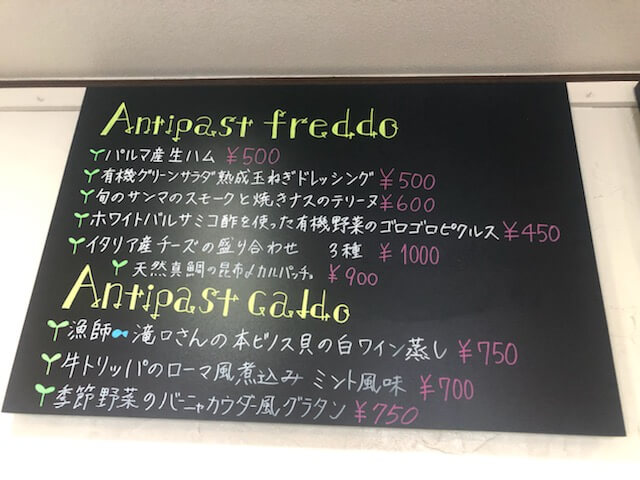 Antipast freddo
パルマ産生ハム ¥500
有機グリーンサラダ熟成玉ねぎドレッシング ¥500
旬のサンマのスモークと焼きナスのテリーヌ ¥600
ホワイトバルサミコ酢を使った有機野菜のゴロゴロピクルス ¥450
イタリア産チーズの盛り合わせ 3種 ¥1000
天然真鯛の昆布〆カルパッチョ ¥900
Antipast Caldo
漁師 滝口さんの本ビノス貝の白ワイン蒸し ¥750
牛トリッパのローマ風煮込み ミント風味 ¥700
季節野菜のバーニャカウダー風グラタン ¥750